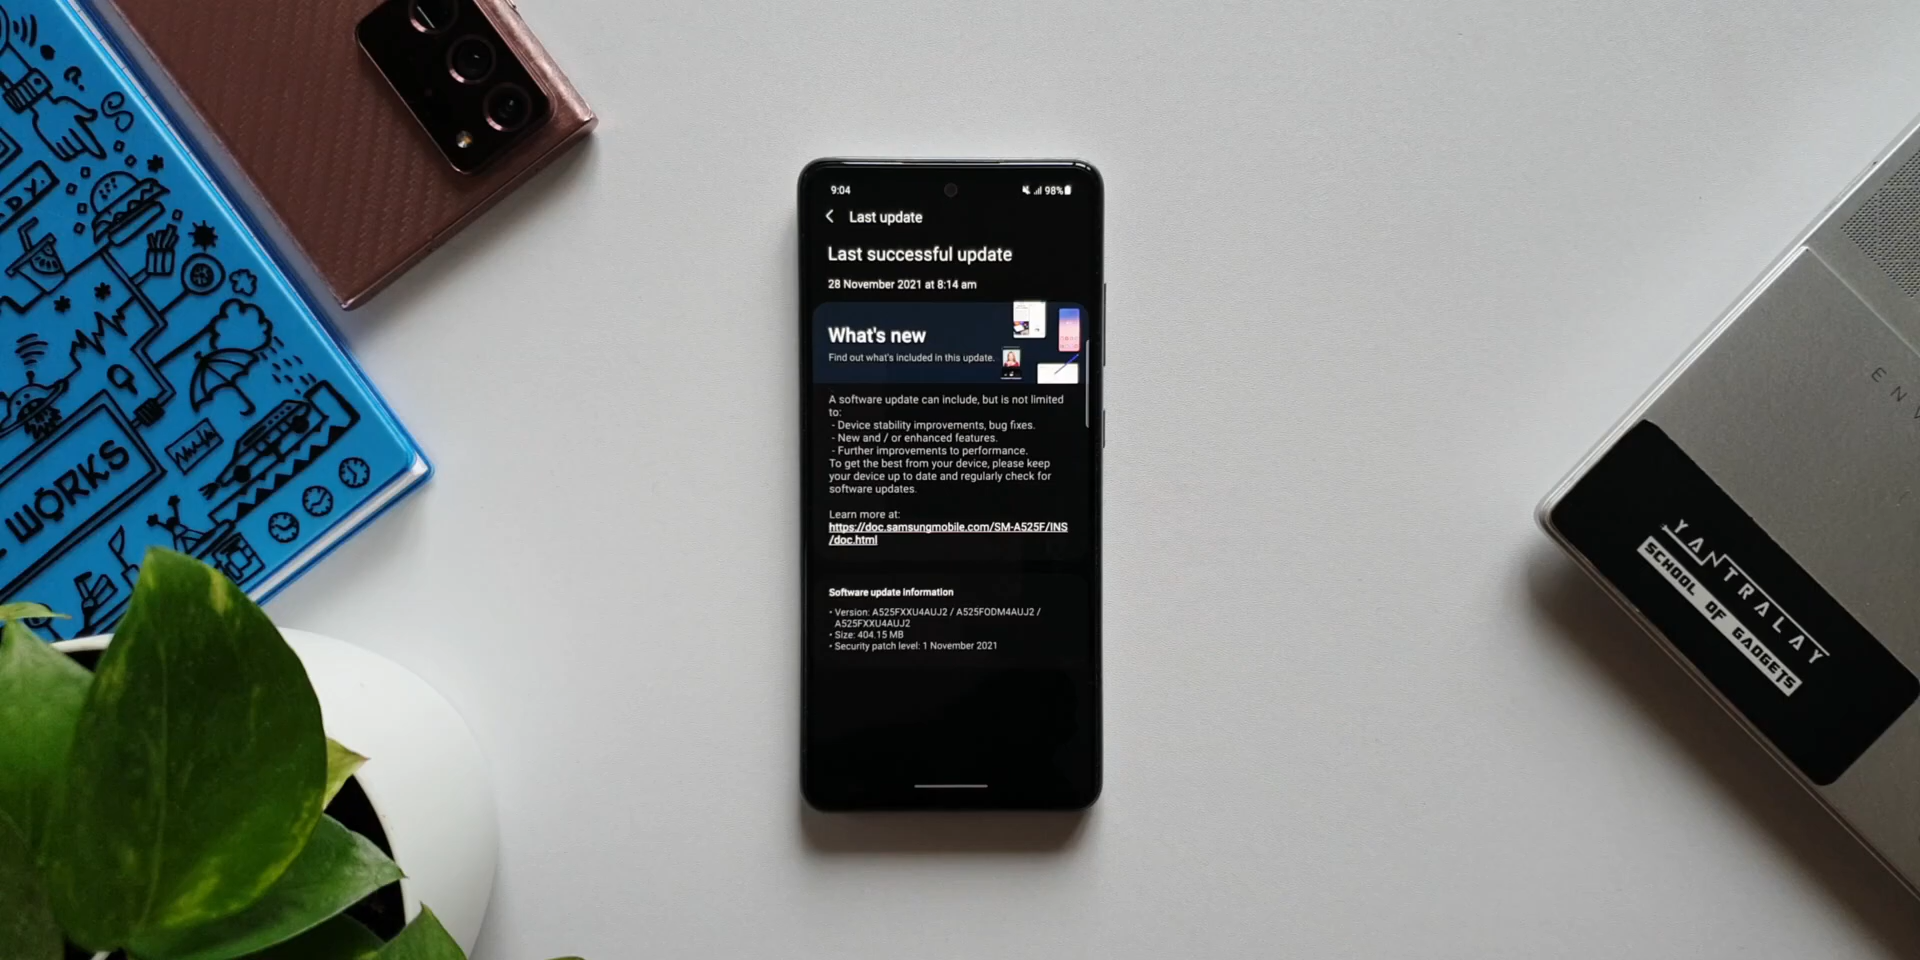 9:04
98%
Last update
Last successful update
28 November 2021 at 8:14 am
What's new
Find out what's included in this update.
A software update can include, but is not limited
to:
- Device stability improvements, bug fixes.
- New and / or enhanced features.
- Further improvements to performance.
To get the best from your device, please keep
your device up to date and regularly check for
software updates.
Learn more at:
https://doc.samsungmobile.com/SM-A525F/INS
/doc.html
Software update information
• Version: A525FXXU4AUJ2 / A525FODM4AUJ2 /
A525FXXU4AUJ2
• Size: 404.15 MB
• Security patch level: 1 November 2021
WORKS
ENV
YANTRALAY
SCHOOL OF GADGETS